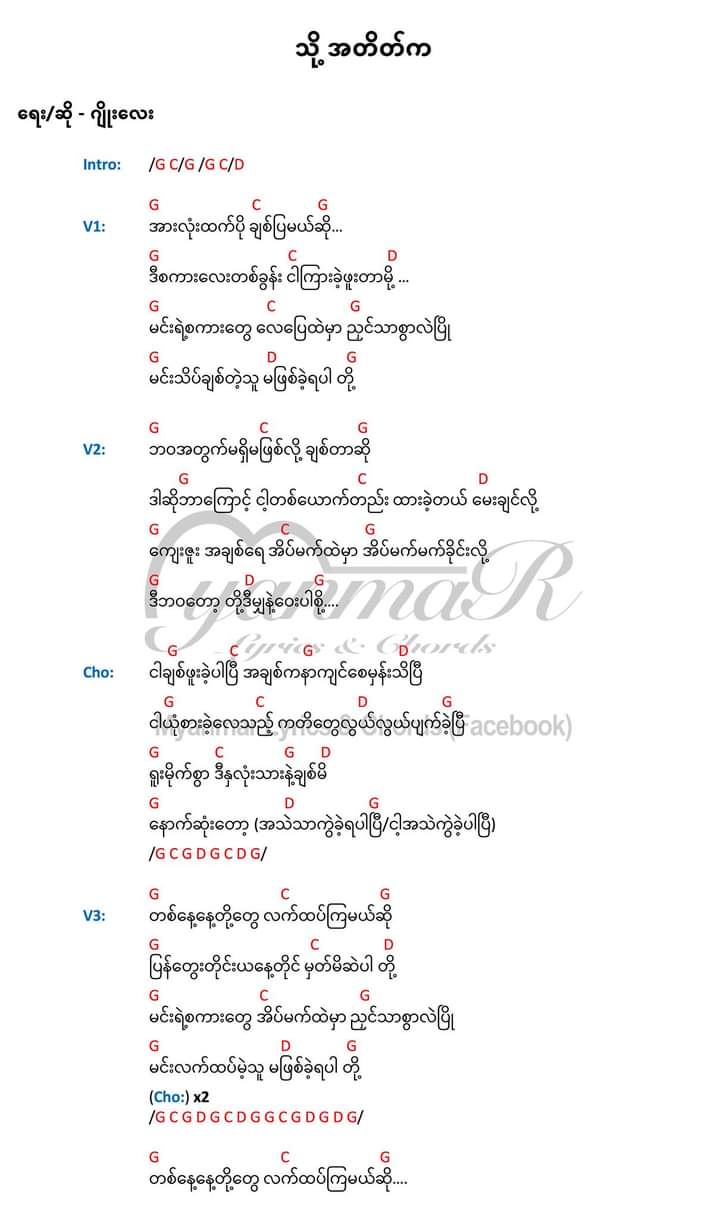 သို့ အတိတ်က
ရေး/ဆို - ဂျိုးလေး
Intro: /G C/G /G C/D
G C G
V1: အားလုံးထက်ပို ချစ်ပြမယ်ဆို...
G C D
ဒီစကားလေးတစ်ခွန်း ငါကြားခဲ့ဖူးတာမို့ ...
G C G
မင်းရဲ့စကားတွေ လေပြေထဲမှာ ညှင်သာစွာလဲပြို
G D G
မင်းသိပ်ချစ်တဲ့သူ မဖြစ်ခဲ့ရပါ တို့
G C G
V2: ဘဝအတွက်မရှိမဖြစ်လို့ ချစ်တာဆို
G C D
ဒါဆိုဘာကြောင့် ငါ့တစ်ယောက်တည်း ထားခဲ့တယ် မေးချင်လို့
G C G
ကျေးဇူး အချစ်ရေ အိပ်မက်ထဲမှာ အိပ်မက်မက်ခိုင်းလို့
G D G
ဒီဘဝတော့ တို့ဒီမျှနဲ့ဝေးပါစို့....
yanmaR
Lyrics & Chords
G C G D
Cho: ငါချစ်ဖူးခဲ့ပါပြီ အချစ်ကနာကျင်စေမှန်းသိပြီ
G C D G
ငါယုံစားခဲ့လေသည့် ကတိတွေလွယ်လွယ်ပျက်ခဲ့ပြီ
Myanmar Lyrics & Chords (Facebook)
G C G D
ရူးမိုက်စွာ ဒီနှလုံးသားနဲ့ချစ်မိ
G D G
နောက်ဆုံးတော့ (အသဲသာကွဲခဲ့ရပါပြီ/ငါ့အသဲကွဲခဲ့ပါပြီ)
/G C G D G C D G/
G C G
V3: တစ်နေ့နေ့တို့တွေ လက်ထပ်ကြမယ်ဆို
G C D
ပြန်တွေးတိုင်းယနေ့တိုင် မှတ်မိဆဲပါ တို့
G C G
မင်းရဲ့စကားတွေ အိပ်မက်ထဲမှာ ညှင်သာစွာလဲပြို
G D G
မင်းလက်ထပ်မဲ့သူ မဖြစ်ခဲ့ရပါ တို့
(Cho:) x2
/G C G D G C D G G C G D G D G/
G C G
တစ်နေ့နေ့တို့တွေ လက်ထပ်ကြမယ်ဆို....